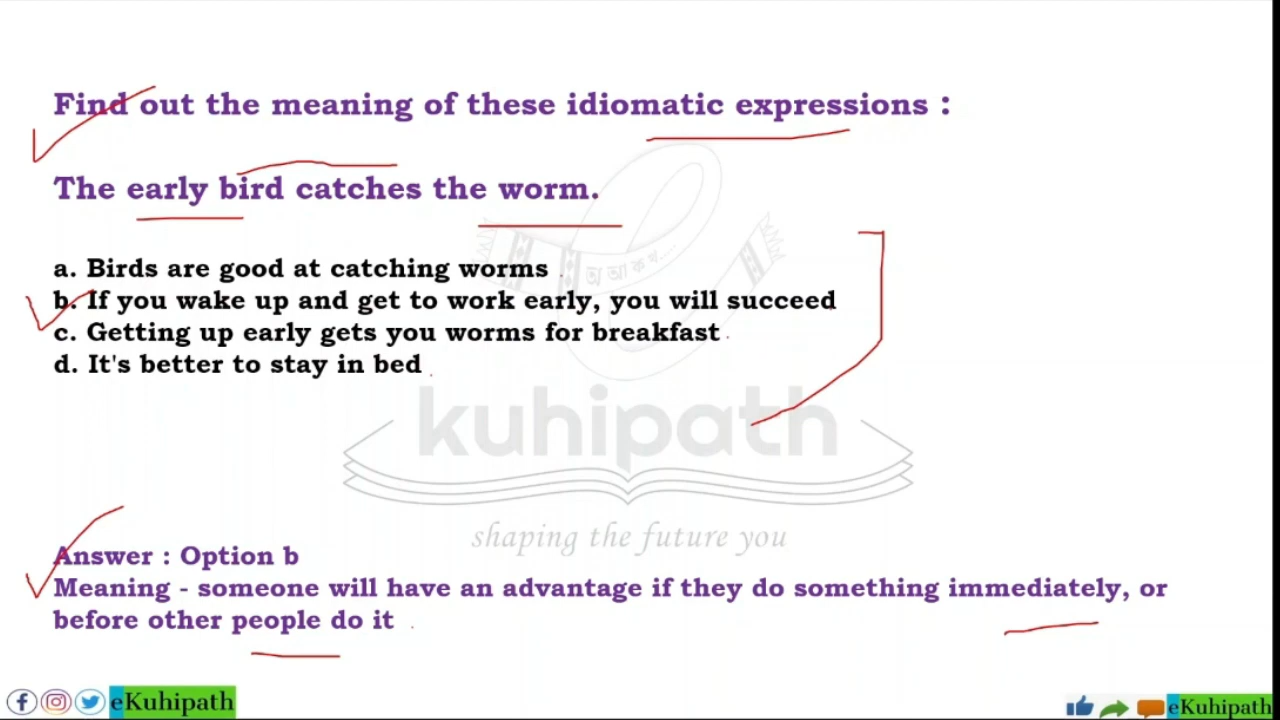 Find out the meaning of these idiomatic expressions :
The early bird catches the worm.
a. Birds are good at catching worms
b. If you wake up and get to work early, you will succeed
c. Getting up early gets you worms for breakfast
d. It's better to stay in bed
অ আ ক খ....
kuhipath
shaping the future you
Answer : Option b
Meaning - someone will have an advantage if they do something immediately, or
before other people do it
eKuhipath
eKuhipath